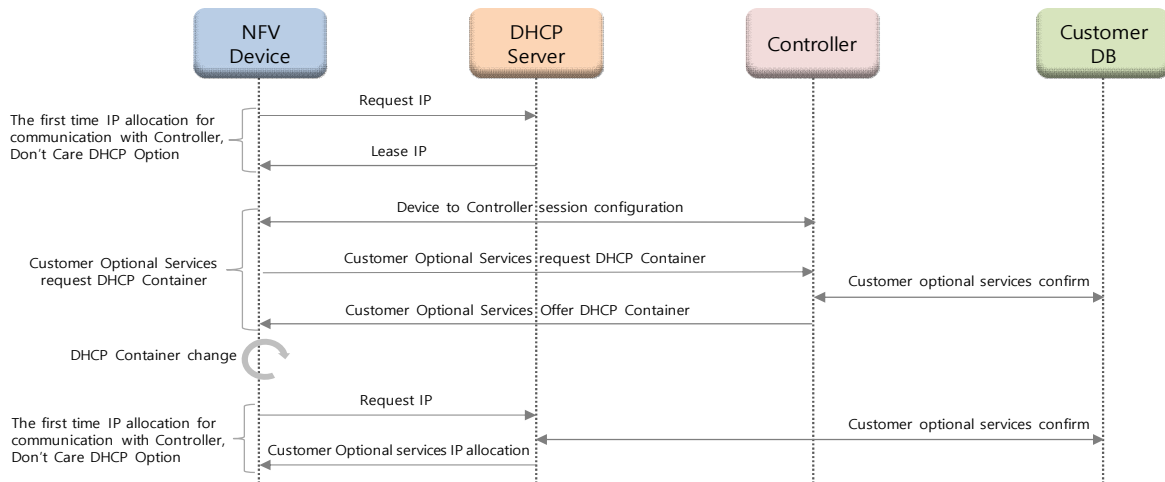 NFV
Device
DHCP
Server
Controller
Customer
DB
Request IP
The first time IP allocation for
communication with Controller,
Don't Care DHCP Option
Lease IP
Device to Controller session configuration
Customer Optional Services request DHCP Container
Customer Optional Services
request DHCP Container
Customer optional services confirm
Customer Optional Services Offer DHCP Container
DHCP Container change
Request IP
The first time IP allocation for
communication with Controller,
Don't Care DHCP Option
Customer optional services confirm
Customer Optional services IP allocation